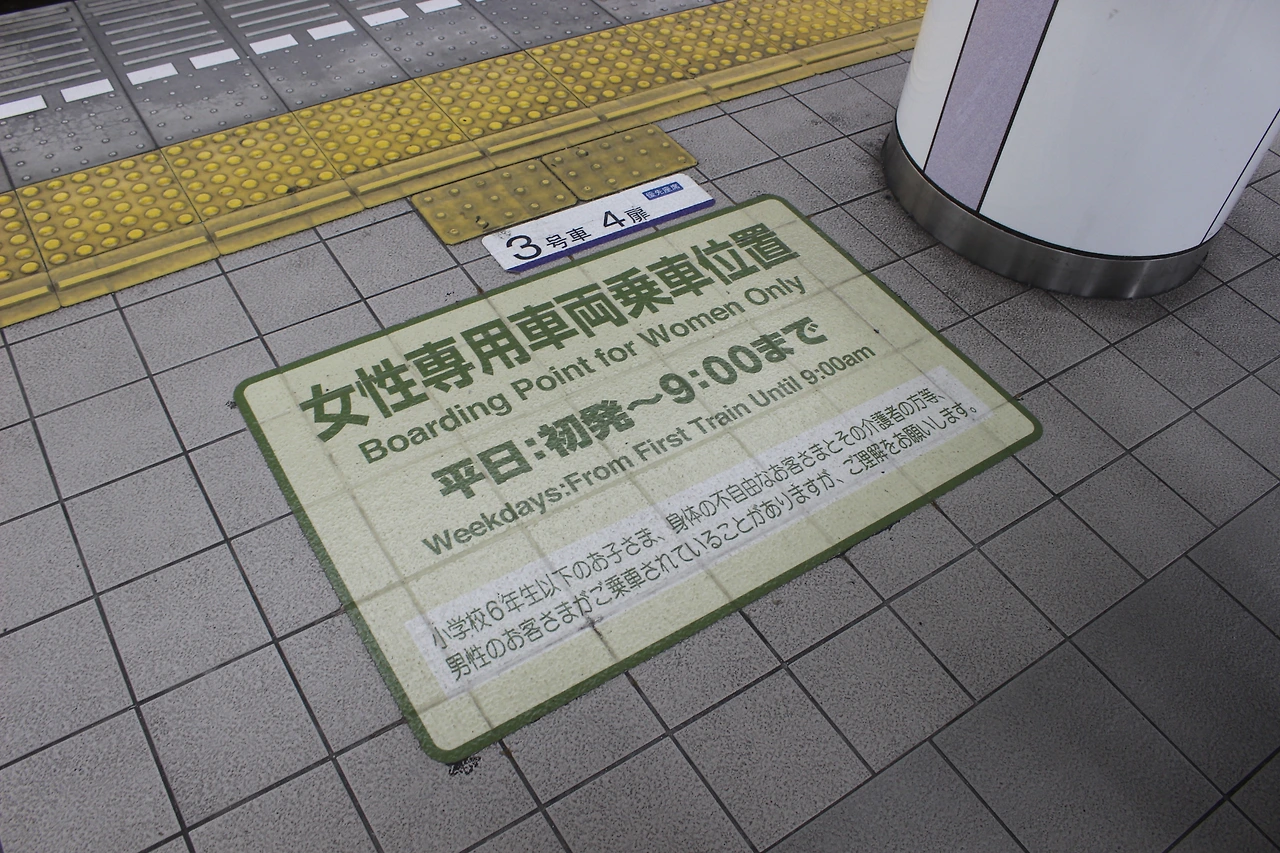 3号車 4扉 優先座席
女性専用車両乗車位置
Boarding Point for Women Only
平日:初発～9:00まで
Weekdays:From First Train Until 9:00am
小学校6年生以下のお子さま、身体の不自由なお客さまとその介護者の方等、
男性のお客さまがご乗車されていることがありますが、ご理解をお願いします。